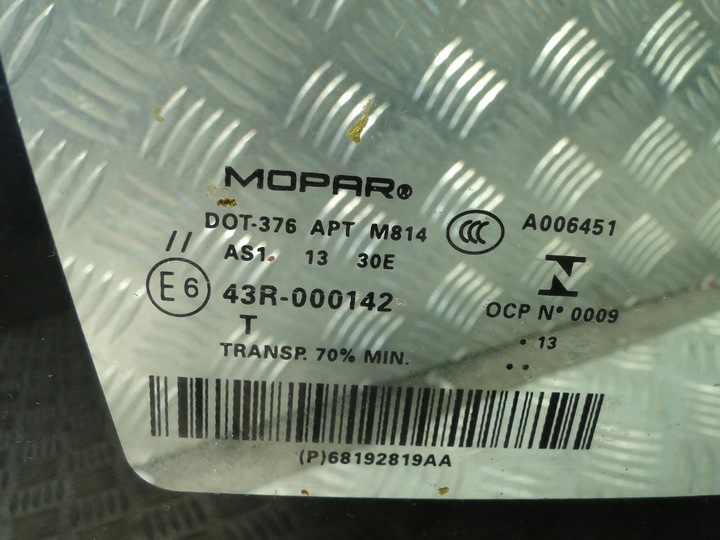 MOPAR®
DOT-376 APT M814
AS1 13 30E
CCC
A006451
//
E6
43R-000142
T
N
OCP N° 0009
. 13
. .
TRANSP. 70% MIN.
(P)68192819AA